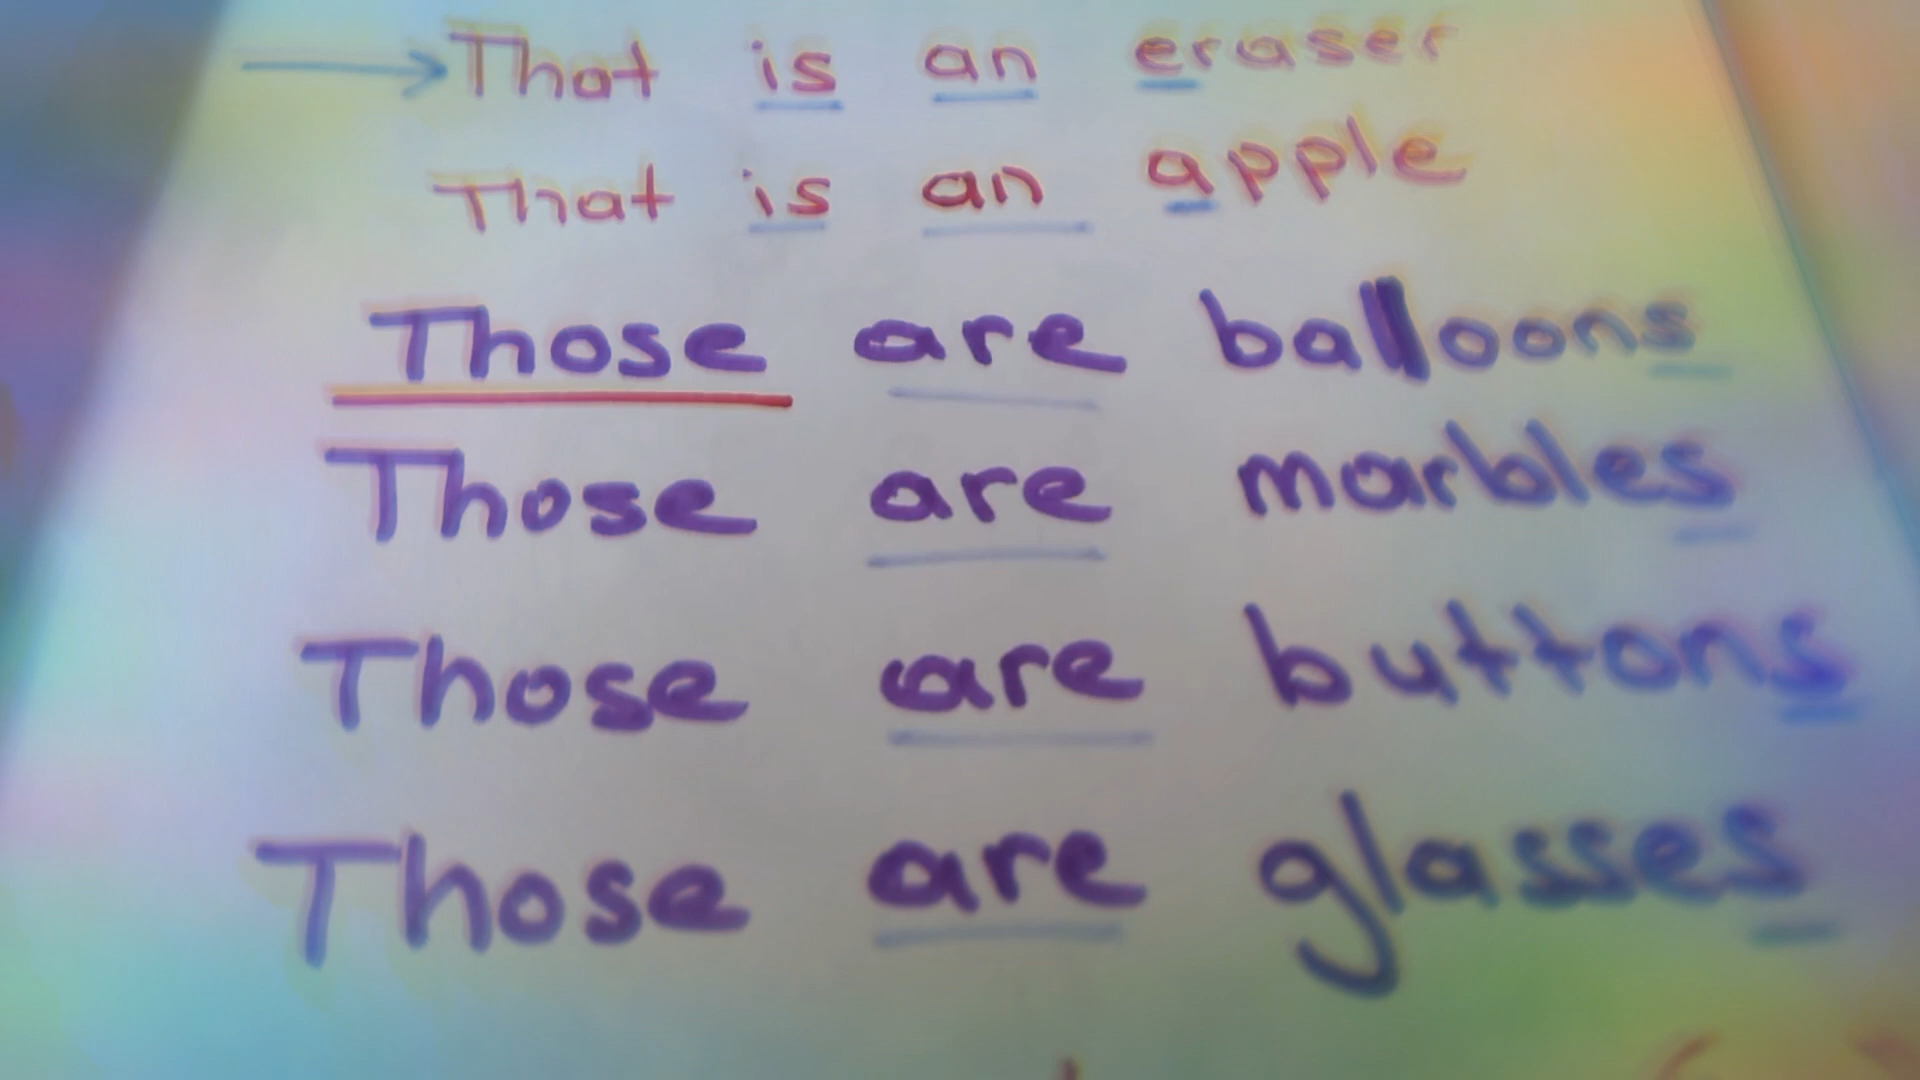 That is an eraser
That is an apple
Those are balloons
Those are marbles
Those are buttons
Those are glasses